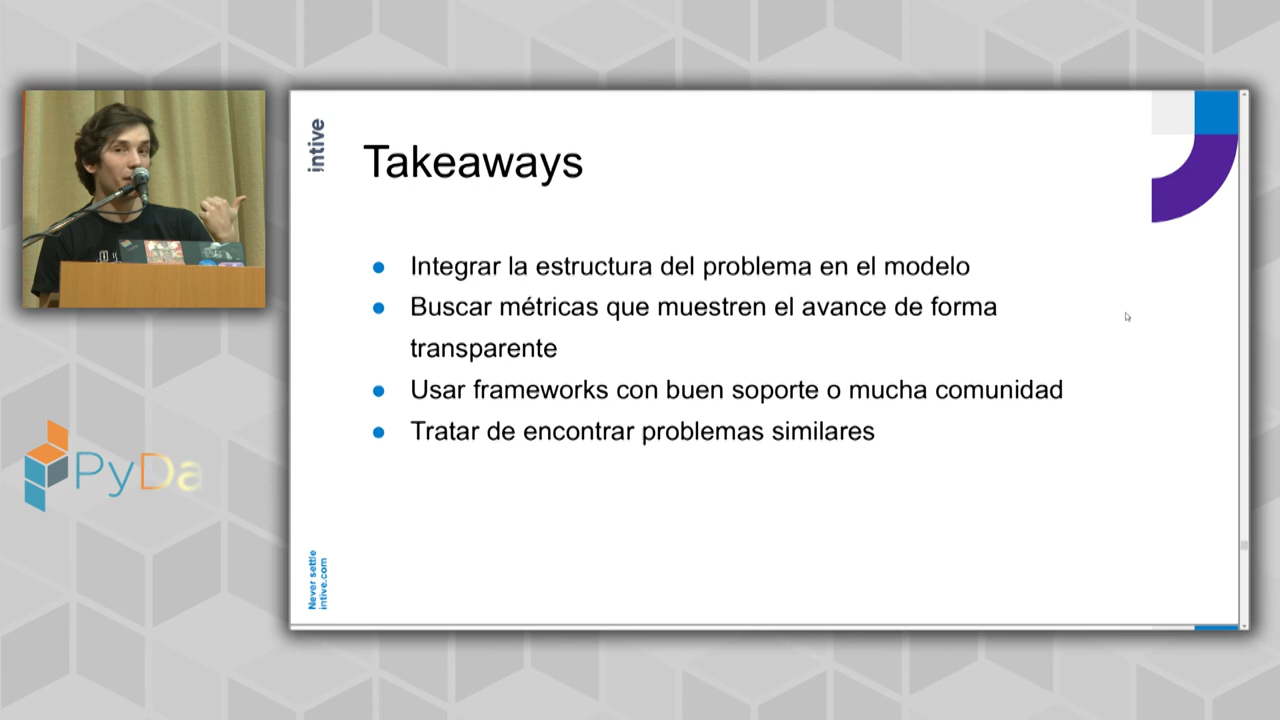 intive
Takeaways
Integrar la estructura del problema en el modelo
Buscar métricas que muestren el avance de forma
transparente
Usar frameworks con buen soporte o mucha comunidad
Tratar de encontrar problemas similares
PyDa
Never settle
intive.com